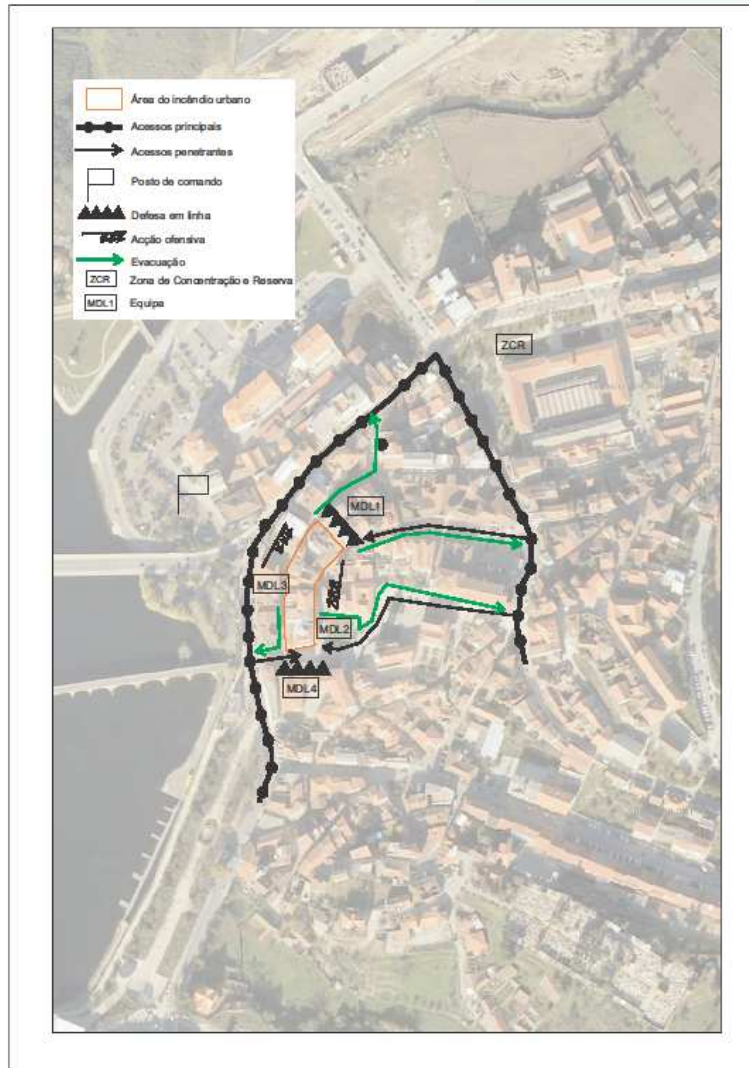 Área do incêndio urbano
Acessos principais
Acessos penetrantes
Posto de comando
Defesa em linha
Acção ofensiva
Evacuação
ZCR Zona de Concentração e Reserva
MDL1 Equipa
ZCR
MDL1
MDL3
MDL2
MDL4